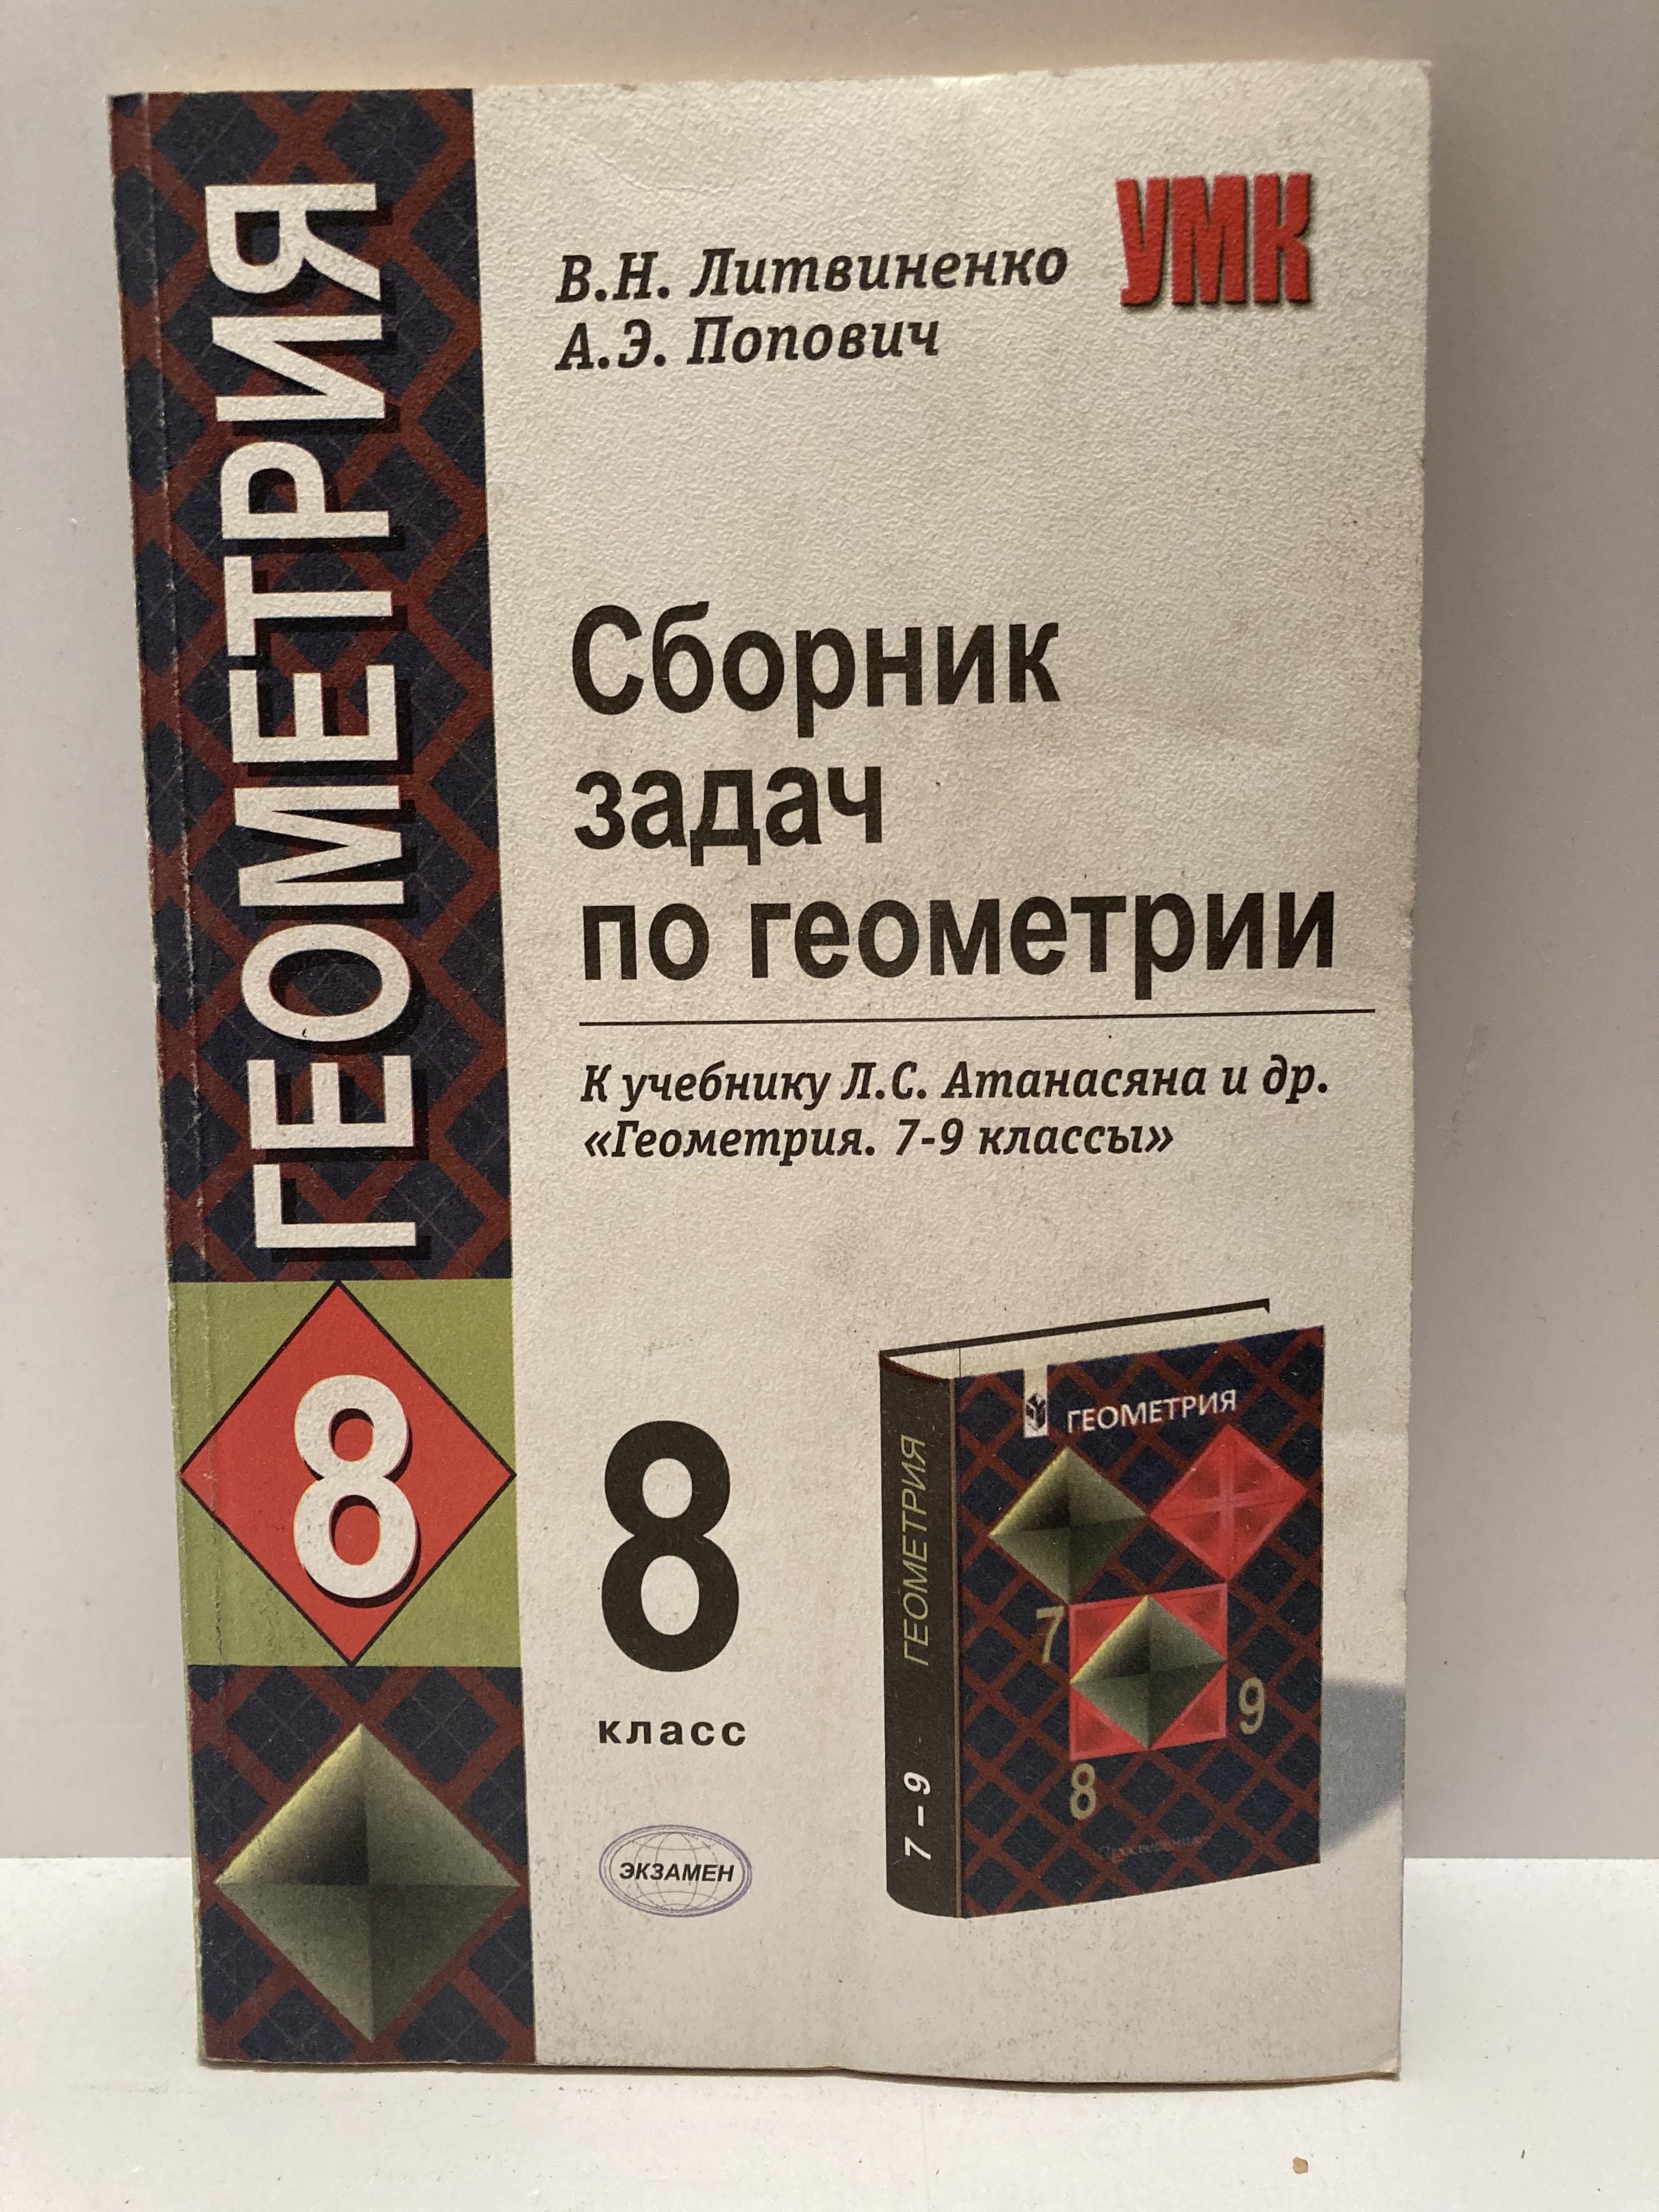 ГЕОМЕТРИЯ
8
В.Н. Литвиненко
А.Э. Попович
УМК
Сборник
задач
по геометрии
К учебнику Л.С. Атанасяна и др.
«Геометрия. 7-9 классы»
8
класс
ЭКЗАМЕН
ГЕОМЕТРИЯ
7–9
ГЕОМЕТРИЯ
7
9
8
Просвещение